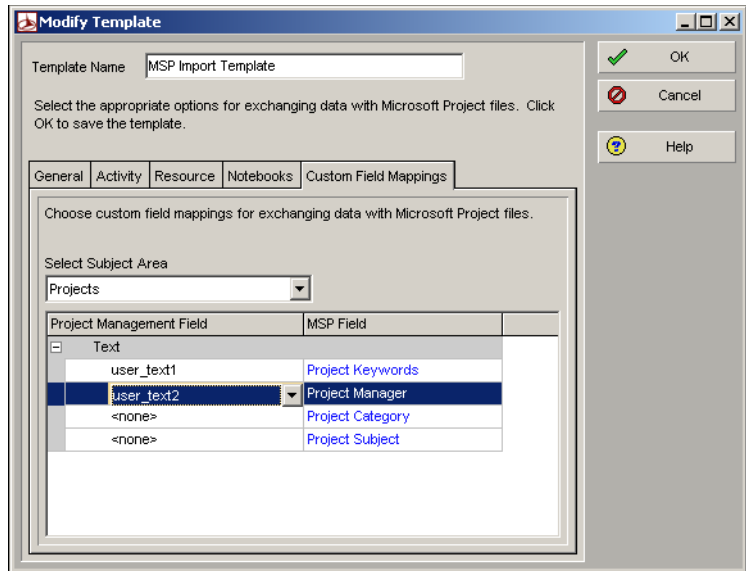 Modify Template
Template Name MSP Import Template
OK
Cancel
Help
Select the appropriate options for exchanging data with Microsoft Project files. Click
OK to save the template.
General Activity Resource Notebooks Custom Field Mappings
Choose custom field mappings for exchanging data with Microsoft Project files.
Select Subject Area
Projects
Project Management Field MSP Field
Text
user_text1 Project Keywords
user_text2 Project Manager
<none> Project Category
<none> Project Subject